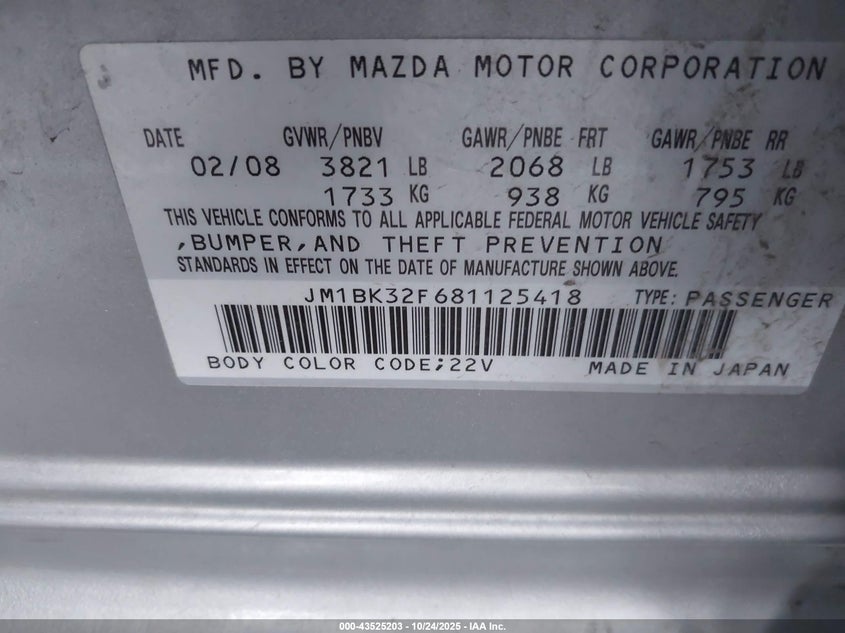 MFD. BY MAZDA MOTOR CORPORATION
DATE GVWR/PNBV GAWR/PNBE FRT GAWR/PNBE RR
02/08 3821 LB 2068 LB 1753 LB
1733 KG 938 KG 795 KG
THIS VEHICLE CONFORMS TO ALL APPLICABLE FEDERAL MOTOR VEHICLE SAFETY
,BUMPER,AND THEFT PREVENTION
STANDARDS IN EFFECT ON THE DATE OF MANUFACTURE SHOWN ABOVE.
JM1BK32F681125418 TYPE: PASSENGER
BODY COLOR CODE;22V MADE IN JAPAN
000-43525203 - 10/24/2025 - IAA Inc.